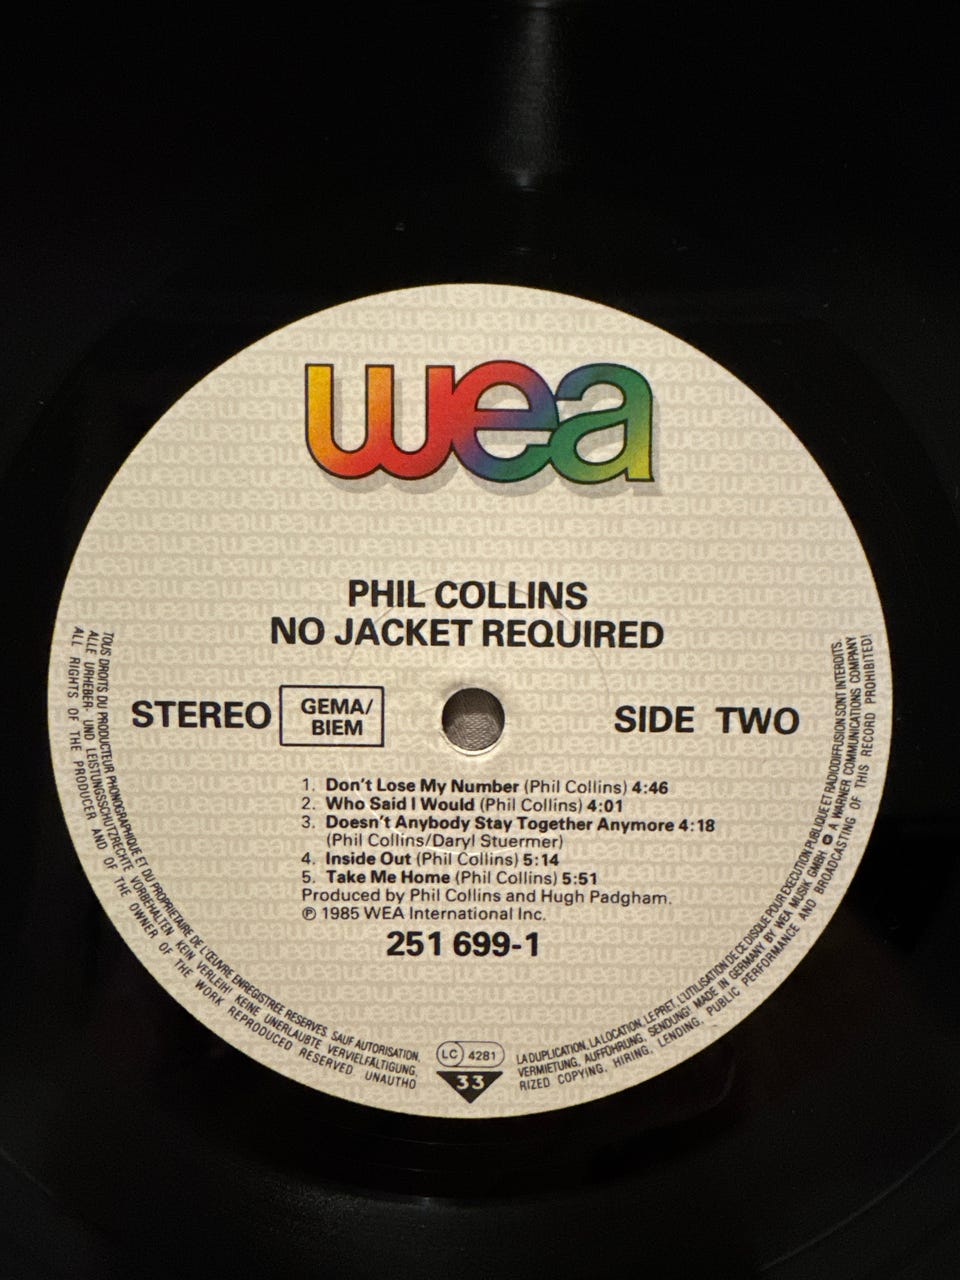 wea
PHIL COLLINS
NO JACKET REQUIRED
STEREO
GEMA/
BIEM
SIDE TWO
1. Don't Lose My Number (Phil Collins) 4:46
2. Who Said I Would (Phil Collins) 4:01
3. Doesn't Anybody Stay Together Anymore 4:18
(Phil Collins/Daryl Stuermer)
4. Inside Out (Phil Collins) 5:14
5. Take Me Home (Phil Collins) 5:51
Produced by Phil Collins and Hugh Padgham.
℗ 1985 WEA International Inc.
251 699-1
LC 4281
33
TOUS DROITS DU PRODUCTEUR PHONOGRAPHIQUE ET DU PROPRIETAIRE DE L'ŒUVRE ENREGISTREE RESERVES. SAUF AUTORISATION, LA DUPLICATION, LA LOCATION, LE PRET, L'UTILISATION DE CE DISQUE POUR EXECUTION PUBLIQUE ET RADIODIFFUSION SONT INTERDITS.
ALLE URHEBER- UND LEISTUNGSSCHUTZRECHTE VORBEHALTEN KEIN VERLEIH! KEINE UNERLAUBTE VERVIELFÄLTIGUNG, VERMIETUNG, AUFFÜHRUNG, SENDUNG! MADE IN GERMANY BY WEA MUSIK GMBH. A WARNER COMMUNICATIONS COMPANY
ALL RIGHTS OF THE PRODUCER AND OF THE OWNER OF THE WORK REPRODUCED RESERVED UNAUTHORIZED COPYING, HIRING, LENDING, PUBLIC PERFORMANCE AND BROADCASTING OF THIS RECORD PROHIBITED!